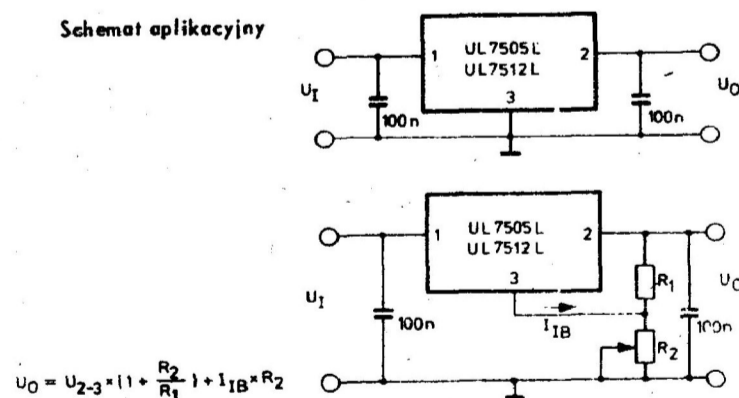 Schemat aplikacyjny
UL7505L
UL7512L
1
2
3
U_I
100n
100n
U_O
UL7505L
UL7512L
1
2
3
U_I
100n
I_IB
R_1
R_2
100n
U_O
U_O = U_2-3 × (1 + R_2/R_1) + I_IB × R_2